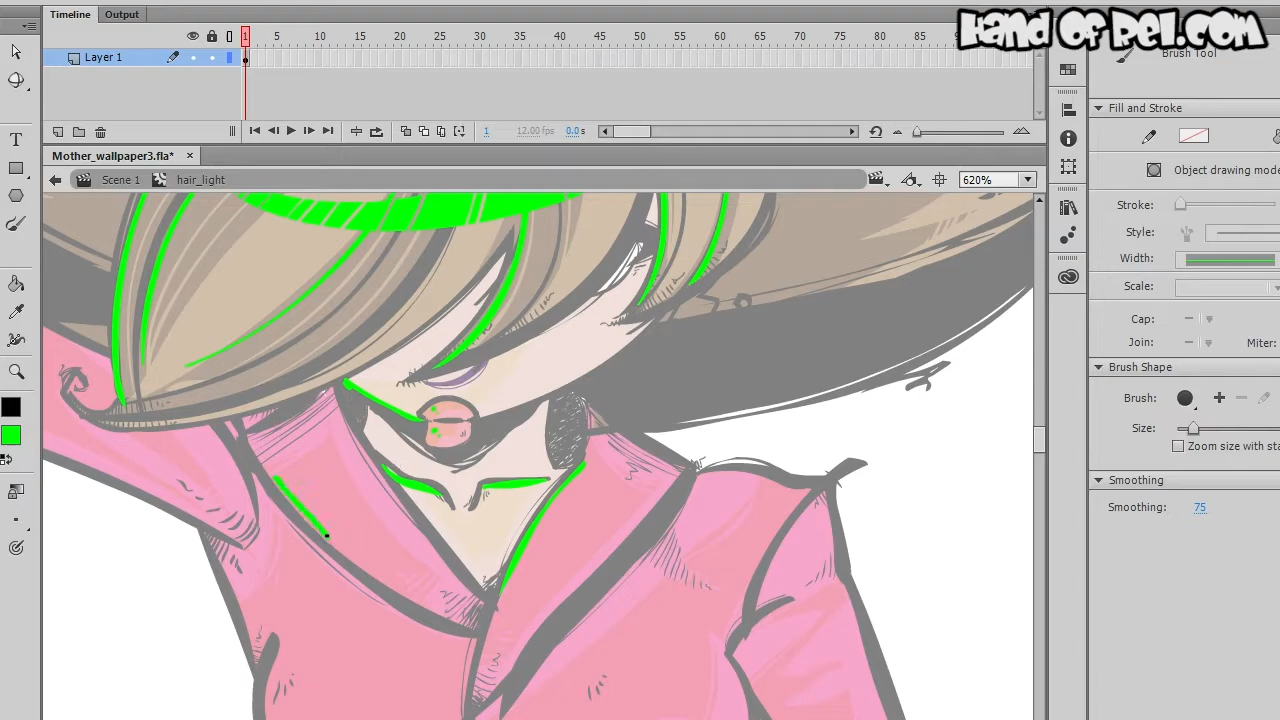 Timeline
Output
HAND OF REI.COM
1 5 10 15 20 25 30 35 40 45 50 55 60 65 70 75 80 85
Layer 1
Brush Tool
Fill and Stroke
1 12.00 fps 0.0 s
Mother_wallpaper3.fla* ×
Object drawing mode
Scene 1 hair_light 620%
Stroke:
Style:
Width:
Scale:
Cap:
Join: Miter:
Brush Shape
Brush:
Size:
Zoom size with sta
Smoothing
Smoothing: 75